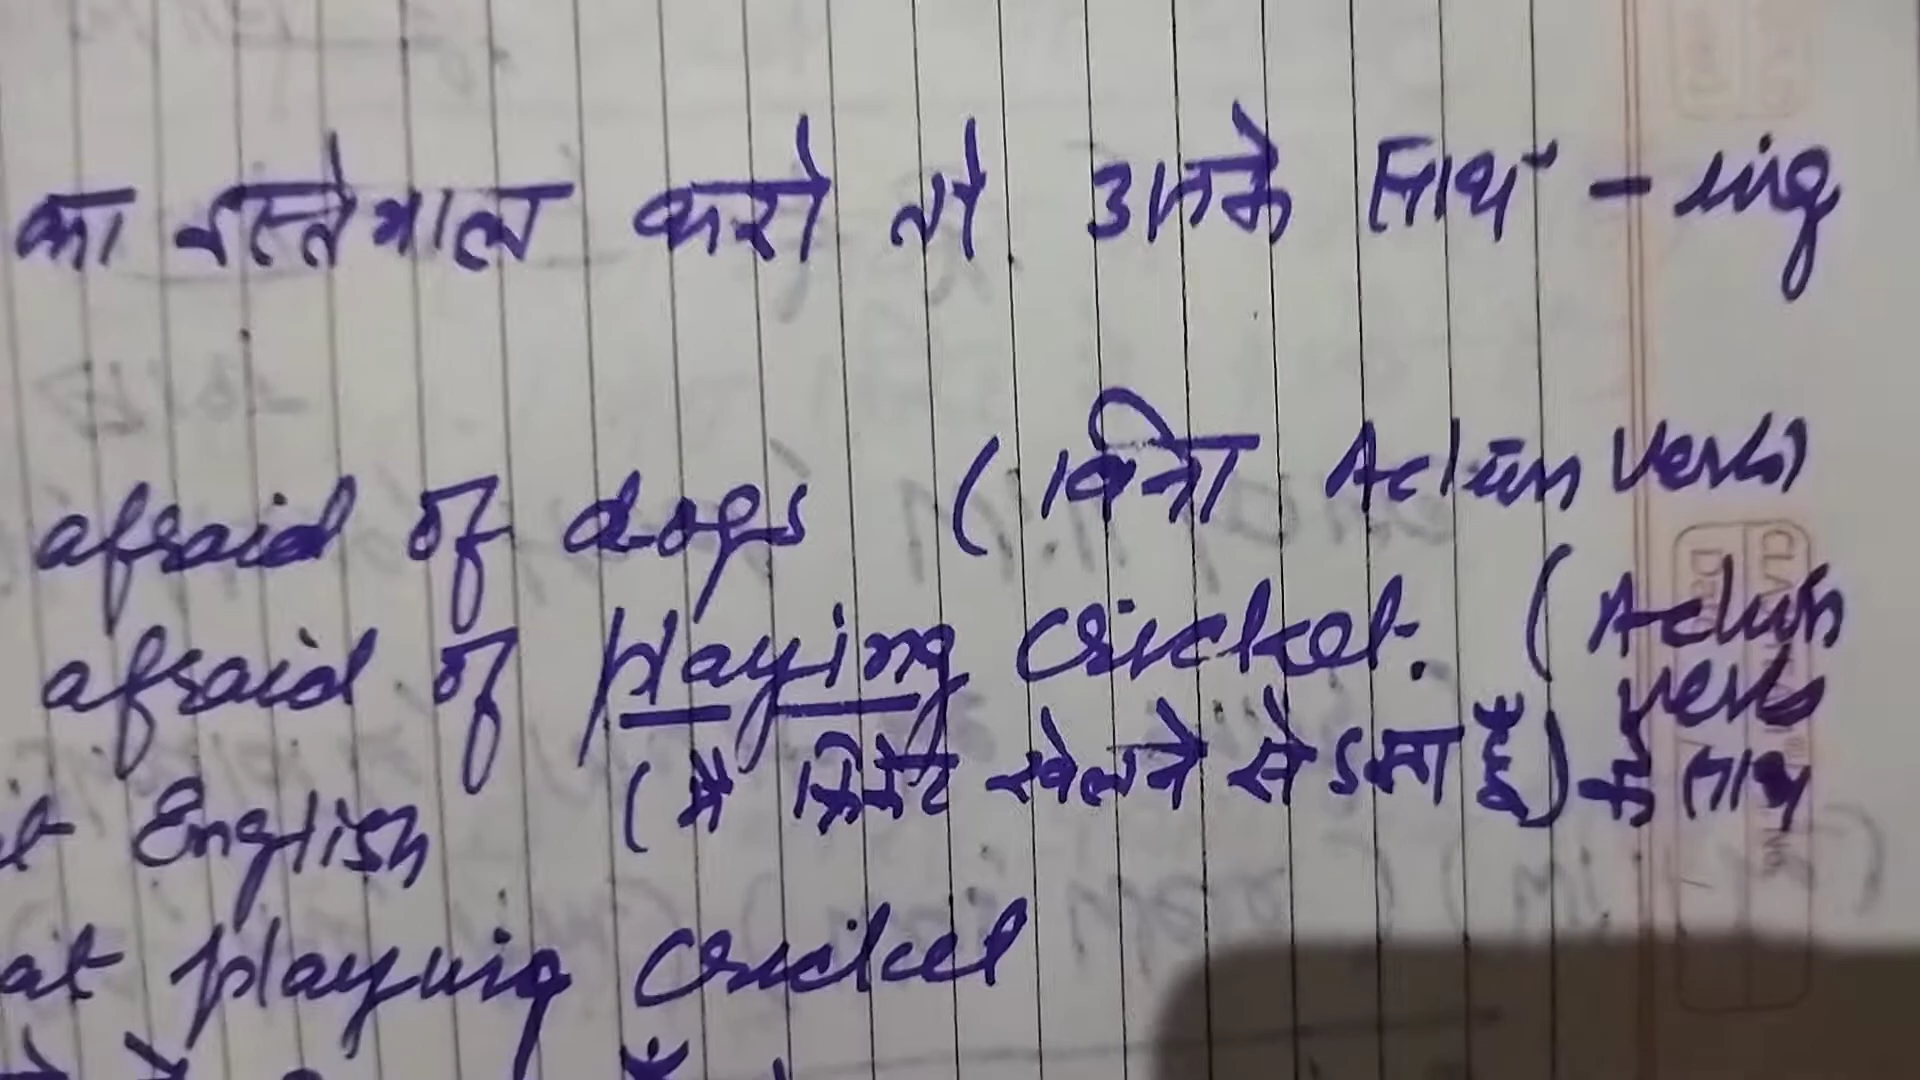 का इस्तेमाल करो तो उनके साथ - ing
afraid of dogs ( बिना Action verb)
afraid of playing cricket. ( Action verb के साथ
( मैं क्रिकेट खेलने से डरता हूँ)
English
at playing cricket